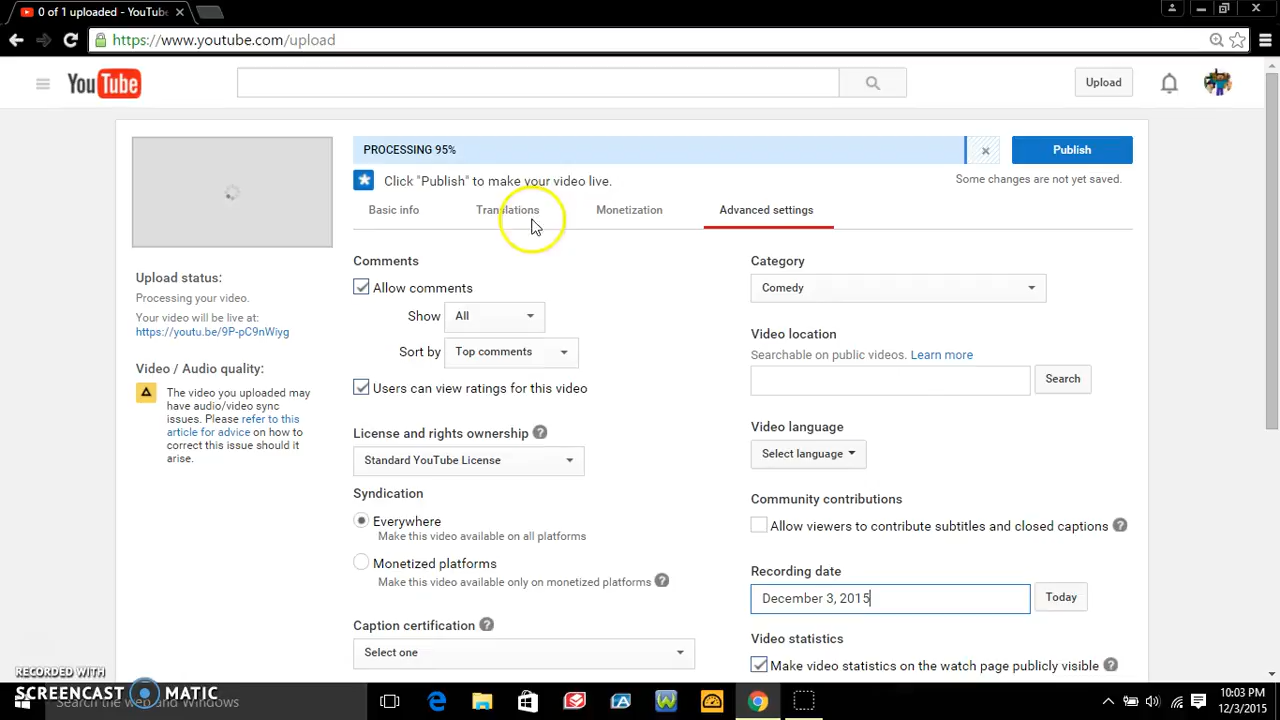 0 of 1 uploaded - YouTube
https://www.youtube.com/upload
YouTube
Upload
PROCESSING 95%
Publish
Click "Publish" to make your video live.
Some changes are not yet saved.
Basic info
Translations
Monetization
Advanced settings
Upload status:
Processing your video.
Your video will be live at:
https://youtu.be/9P-pC9nWiyg
Video / Audio quality:
The video you uploaded may
have audio/video sync
issues. Please refer to this
article for advice on how to
correct this issue should it
arise.
Comments
Allow comments
Show All
Sort by Top comments
Users can view ratings for this video
License and rights ownership ?
Standard YouTube License
Syndication
Everywhere
Make this video available on all platforms
Monetized platforms
Make this video available only on monetized platforms ?
Caption certification ?
Select one
Category
Comedy
Video location
Searchable on public videos. Learn more
Search
Video language
Select language
Community contributions
Allow viewers to contribute subtitles and closed captions ?
Recording date
December 3, 2015
Today
Video statistics
Make video statistics on the watch page publicly visible ?
RECORDED WITH
SCREENCAST MATIC
Search the web and Windows
10:03 PM
12/3/2015